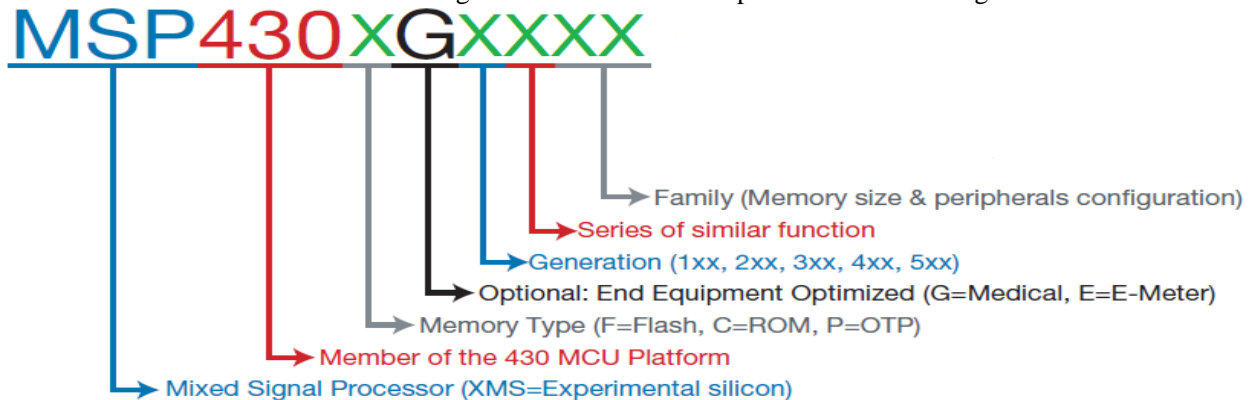 MSP430xGxxxx
Family (Memory size & peripherals configuration)
Series of similar function
Generation (1xx, 2xx, 3xx, 4xx, 5xx)
Optional: End Equipment Optimized (G=Medical, E=E-Meter)
Memory Type (F=Flash, C=ROM, P=OTP)
Member of the 430 MCU Platform
Mixed Signal Processor (XMS=Experimental silicon)